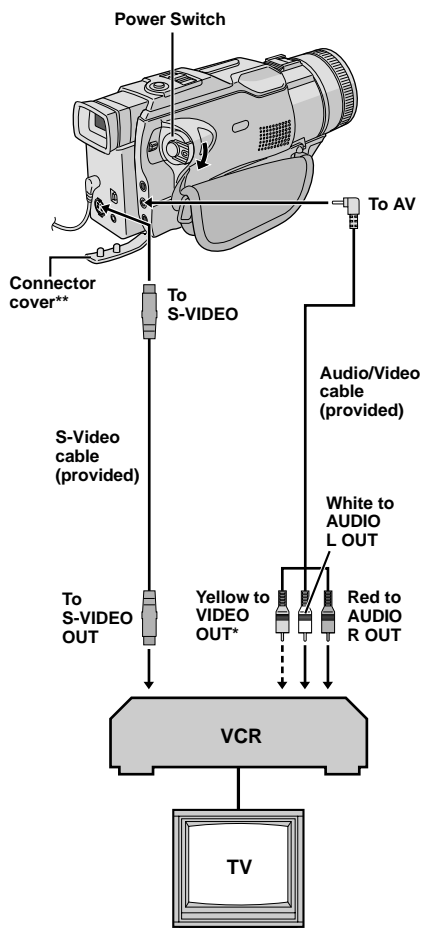 Power Switch
To AV
Connector
cover**
To
S-VIDEO
Audio/Video
cable
(provided)
S-Video
cable
(provided)
White to
AUDIO
L OUT
To
S-VIDEO
OUT
Yellow to
VIDEO
OUT*
Red to
AUDIO
R OUT
VCR
TV